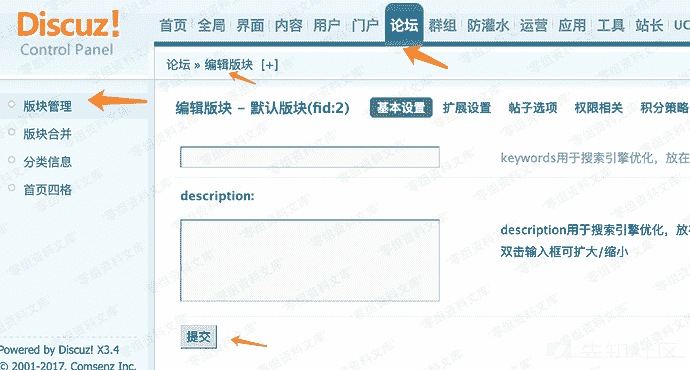 Discuz!
Control Panel
首页 全局 界面 内容 用户 门户 论坛 群组 防灌水 运营 应用 工具 站长 UC
论坛 » 编辑版块 [+]
版块管理
版块合并
分类信息
首页四格
编辑版块 – 默认版块(fid:2) 基本设置 扩展设置 帖子选项 权限相关 积分策略
keywords用于搜索引擎优化，放在
description:
description用于搜索引擎优化，放在
双击输入框可扩大/缩小
提交
Powered by Discuz! X3.4
© 2001-2017, Comsenz Inc.
先知社区